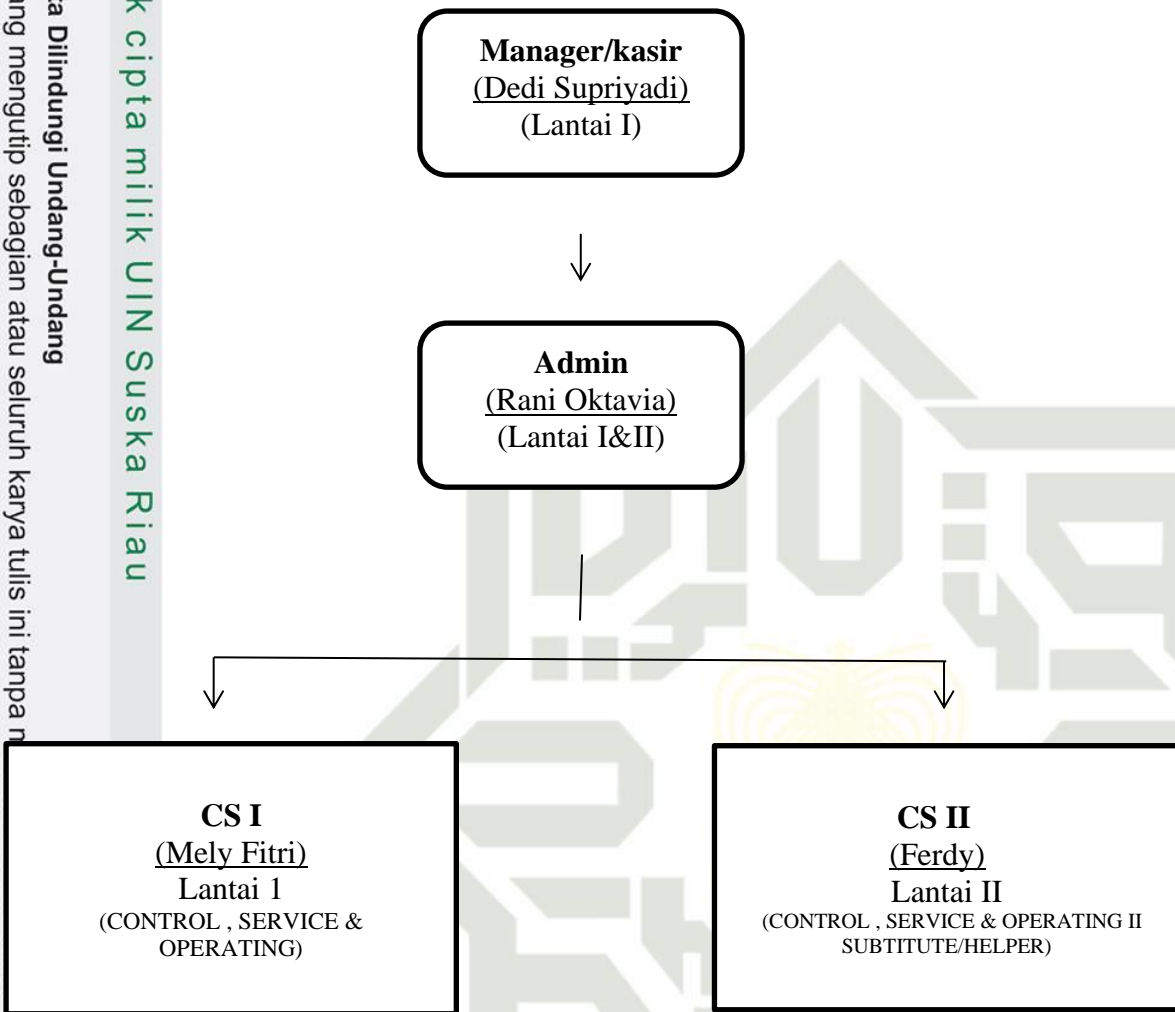 Manager/kasir
(Dedi Supriyadi)
(Lantai I)
Admin
(Rani Oktavia)
(Lantai I&II)
CS I
(Mely Fitri)
Lantai 1
(CONTROL , SERVICE &
OPERATING)
CS II
(Ferdy)
Lantai II
(CONTROL , SERVICE & OPERATING II
SUBTITUTE/HELPER)
cipta milik UIN Suska Riau
Dilindungi Undang-Undang
mengutip sebagian atau seluruh karya tulis ini tanpa